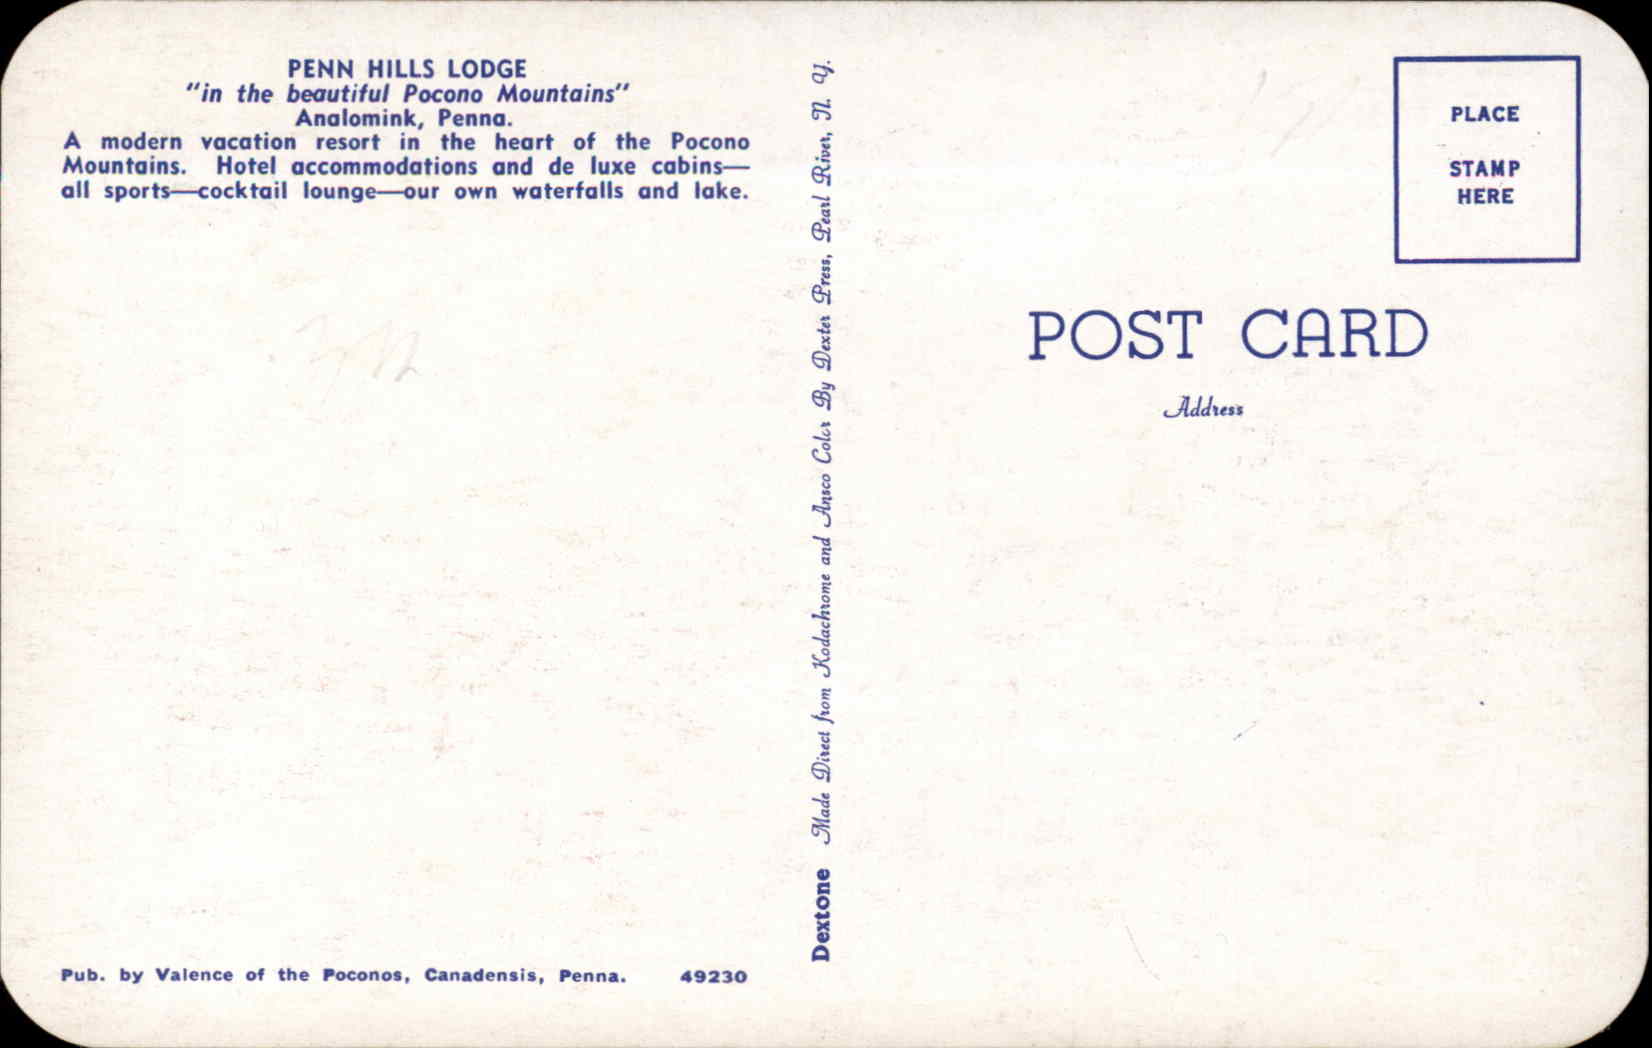 PENN HILLS LODGE
"in the beautiful Pocono Mountains"
Analomink, Penna.
A modern vacation resort in the heart of the Pocono
Mountains. Hotel accommodations and de luxe cabins—
all sports—cocktail lounge—our own waterfalls and lake.
Pub. by Valence of the Poconos, Canadensis, Penna. 49230
Dextone Made Direct from Kodachrome and Ansco Color By Dexter Press, Pearl River, N. Y.
PLACE
STAMP
HERE
POST CARD
Address